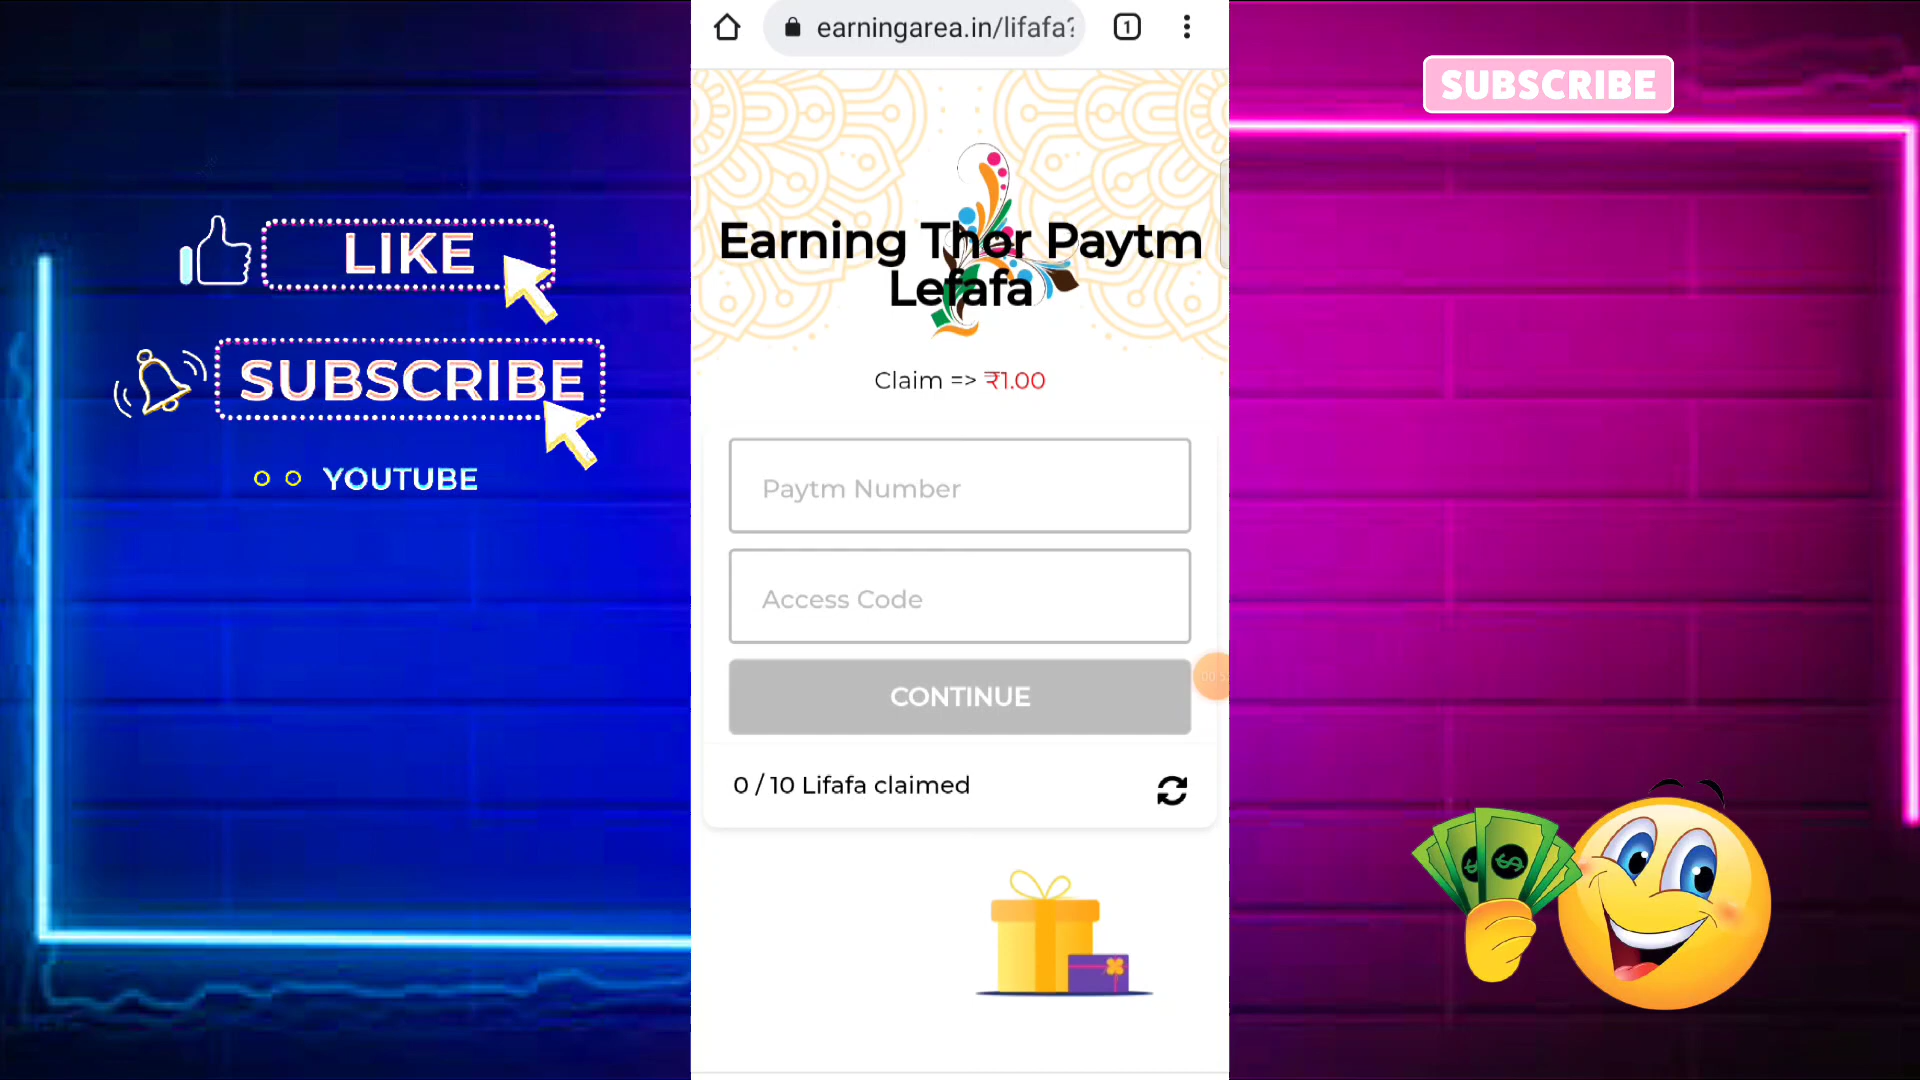 earningarea.in/lifafa?
1
SUBSCRIBE
LIKE
SUBSCRIBE
YOUTUBE
Earning Thor Paytm
Lefafa
Claim => ₹1.00
Paytm Number
Access Code
CONTINUE
0 / 10 Lifafa claimed